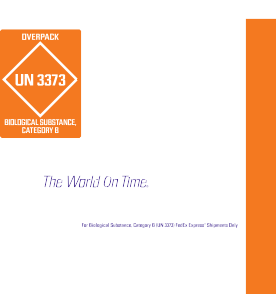 OVERPACK
UN 3373
BIOLOGICAL SUBSTANCE,
CATEGORY B
The World On Time.
For Biological Substance, Category B (UN 3373) FedEx Express® Shipments Only